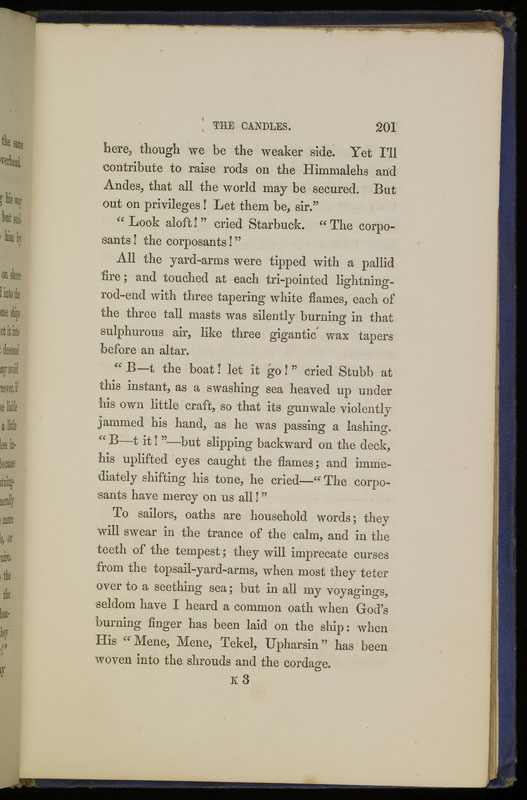 THE CANDLES. 201
here, though we be the weaker side. Yet I'll
contribute to raise rods on the Himmalehs and
Andes, that all the world may be secured. But
out on privileges! Let them be, sir."
"Look aloft!" cried Starbuck. "The corpo-
sants! the corposants!"
All the yard-arms were tipped with a pallid
fire; and touched at each tri-pointed lightning-
rod-end with three tapering white flames, each of
the three tall masts was silently burning in that
sulphurous air, like three gigantic wax tapers
before an altar.
"B—t the boat! let it go!" cried Stubb at
this instant, as a swashing sea heaved up under
his own little craft, so that its gunwale violently
jammed his hand, as he was passing a lashing.
"B—t it!"—but slipping backward on the deck,
his uplifted eyes caught the flames; and imme-
diately shifting his tone, he cried—"The corpo-
sants have mercy on us all!"
To sailors, oaths are household words; they
will swear in the trance of the calm, and in the
teeth of the tempest; they will imprecate curses
from the topsail-yard-arms, when most they teter
over to a seething sea; but in all my voyagings,
seldom have I heard a common oath when God's
burning finger has been laid on the ship: when
His "Mene, Mene, Tekel, Upharsin" has been
woven into the shrouds and the cordage.
K 3